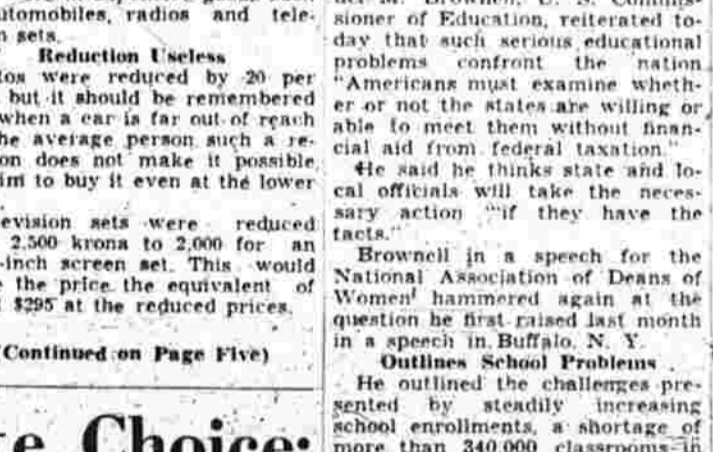 utomobiles, radios and tele-
n sets.
Reduction Useless
tos were reduced by 20 per
but it should be remembered
when a car is far out of reach
he average person such a re-
on does not make it possible
im to buy it even at the lower
evision sets were reduced
2,500 krona to 2,000 for an
-inch screen set. This would
e the price the equivalent of
$295 at the reduced prices.
(Continued on Page Five)
e Choice:
sioner of Education, reiterated to-
day that such serious educational
problems confront the nation
"Americans must examine wheth-
er or not the states are willing or
able to meet them without finan-
cial aid from federal taxation."
He said he thinks state and lo-
cal officials will take the neces-
sary action "if they have the
facts."
Brownell in a speech for the
National Association of Deans of
Women hammered again at the
question he first raised last month
in a speech in Buffalo, N. Y.
Outlines School Problems
He outlined the challenges pre-
sented by steadily increasing
school enrollments, a shortage of
more than 340,000 classrooms in